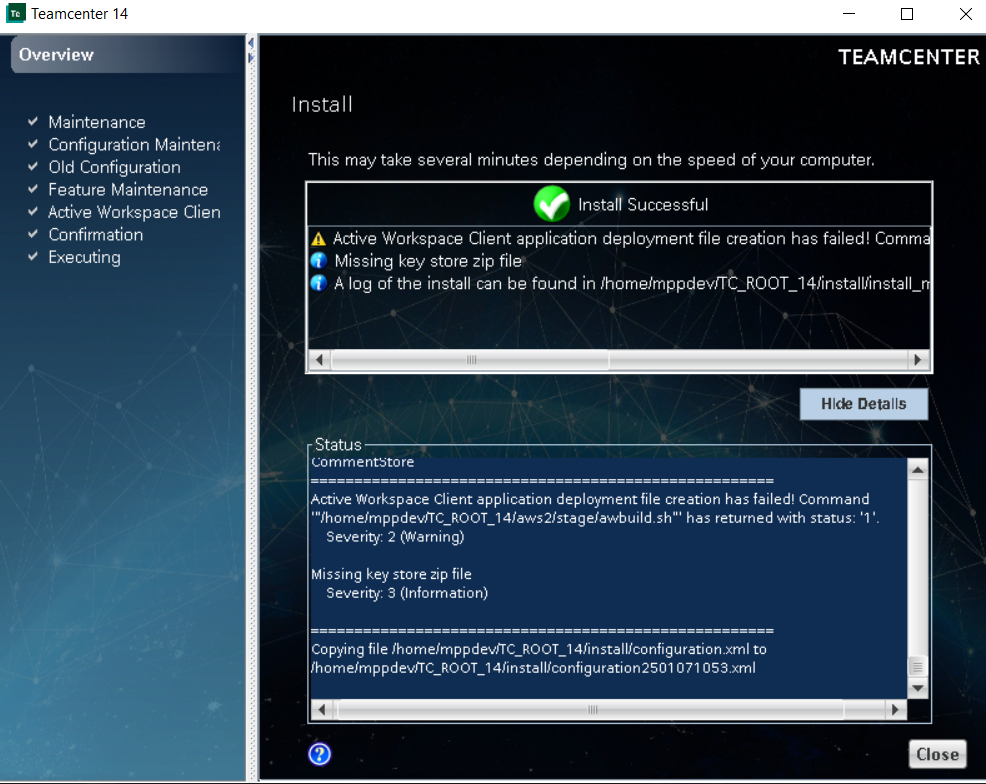 Tc Teamcenter 14
Overview
TEAMCENTER
Maintenance
Configuration Maintena
Old Configuration
Feature Maintenance
Active Workspace Clien
Confirmation
Executing
Install
This may take several minutes depending on the speed of your computer.
Install Successful
Active Workspace Client application deployment file creation has failed! Comma
Missing key store zip file
A log of the install can be found in /home/mppdev/TC_ROOT_14/install/install_m
Hide Details
Status
CommentStore
=====================================================
Active Workspace Client application deployment file creation has failed! Command
'"/home/mppdev/TC_ROOT_14/aws2/stage/awbuild.sh"' has returned with status: '1'.
Severity: 2 (Warning)
Missing key store zip file
Severity: 3 (Information)
=====================================================
Copying file /home/mppdev/TC_ROOT_14/install/configuration.xml to
/home/mppdev/TC_ROOT_14/install/configuration2501071053.xml
?
Close